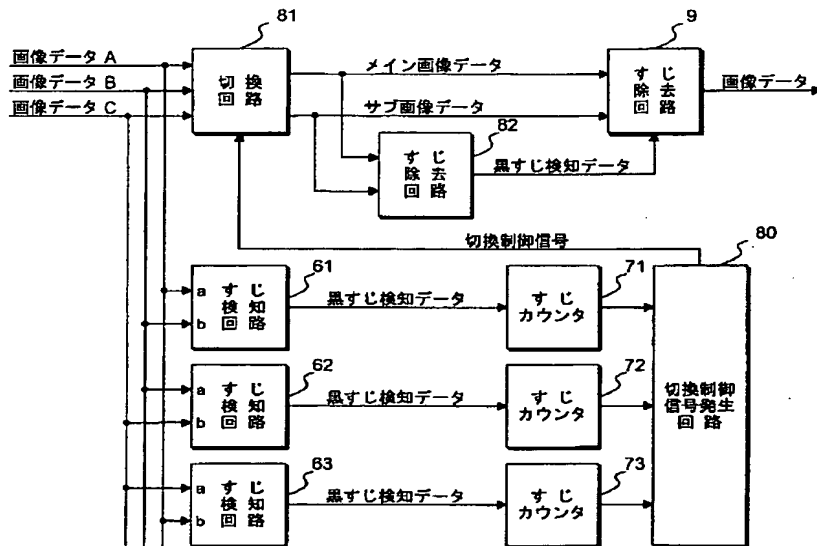 81
9
画像データ A
画像データ B
画像データ C
切換
回路
メイン画像データ
サブ画像データ
すじ
除去
回路
画像データ
82
すじ
除去
回路
黒すじ検知データ
切換制御信号
80
61
a すじ
検知
b 回路
黒すじ検知データ
71
すじ
カウンタ
62
a すじ
検知
b 回路
黒すじ検知データ
72
すじ
カウンタ
切換制御
信号発生
回路
63
a すじ
検知
b 回路
黒すじ検知データ
73
すじ
カウンタ